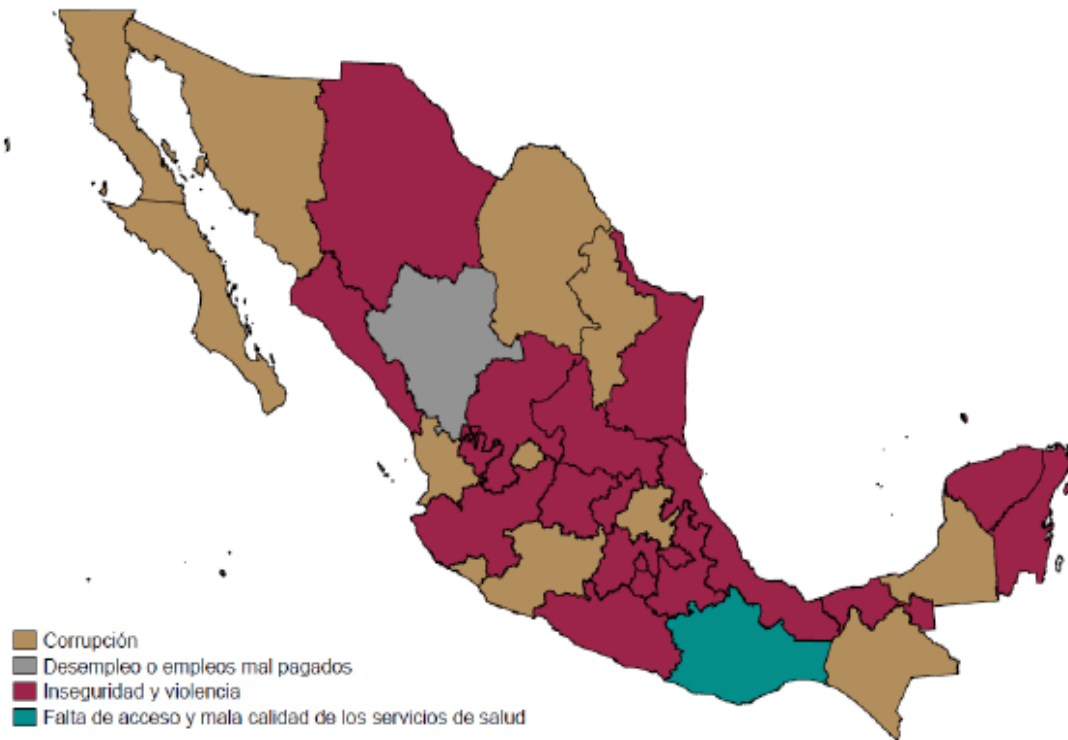 Corrupción
Desempleo o empleos mal pagados
Inseguridad y violencia
Falta de acceso y mala calidad de los servicios de salud